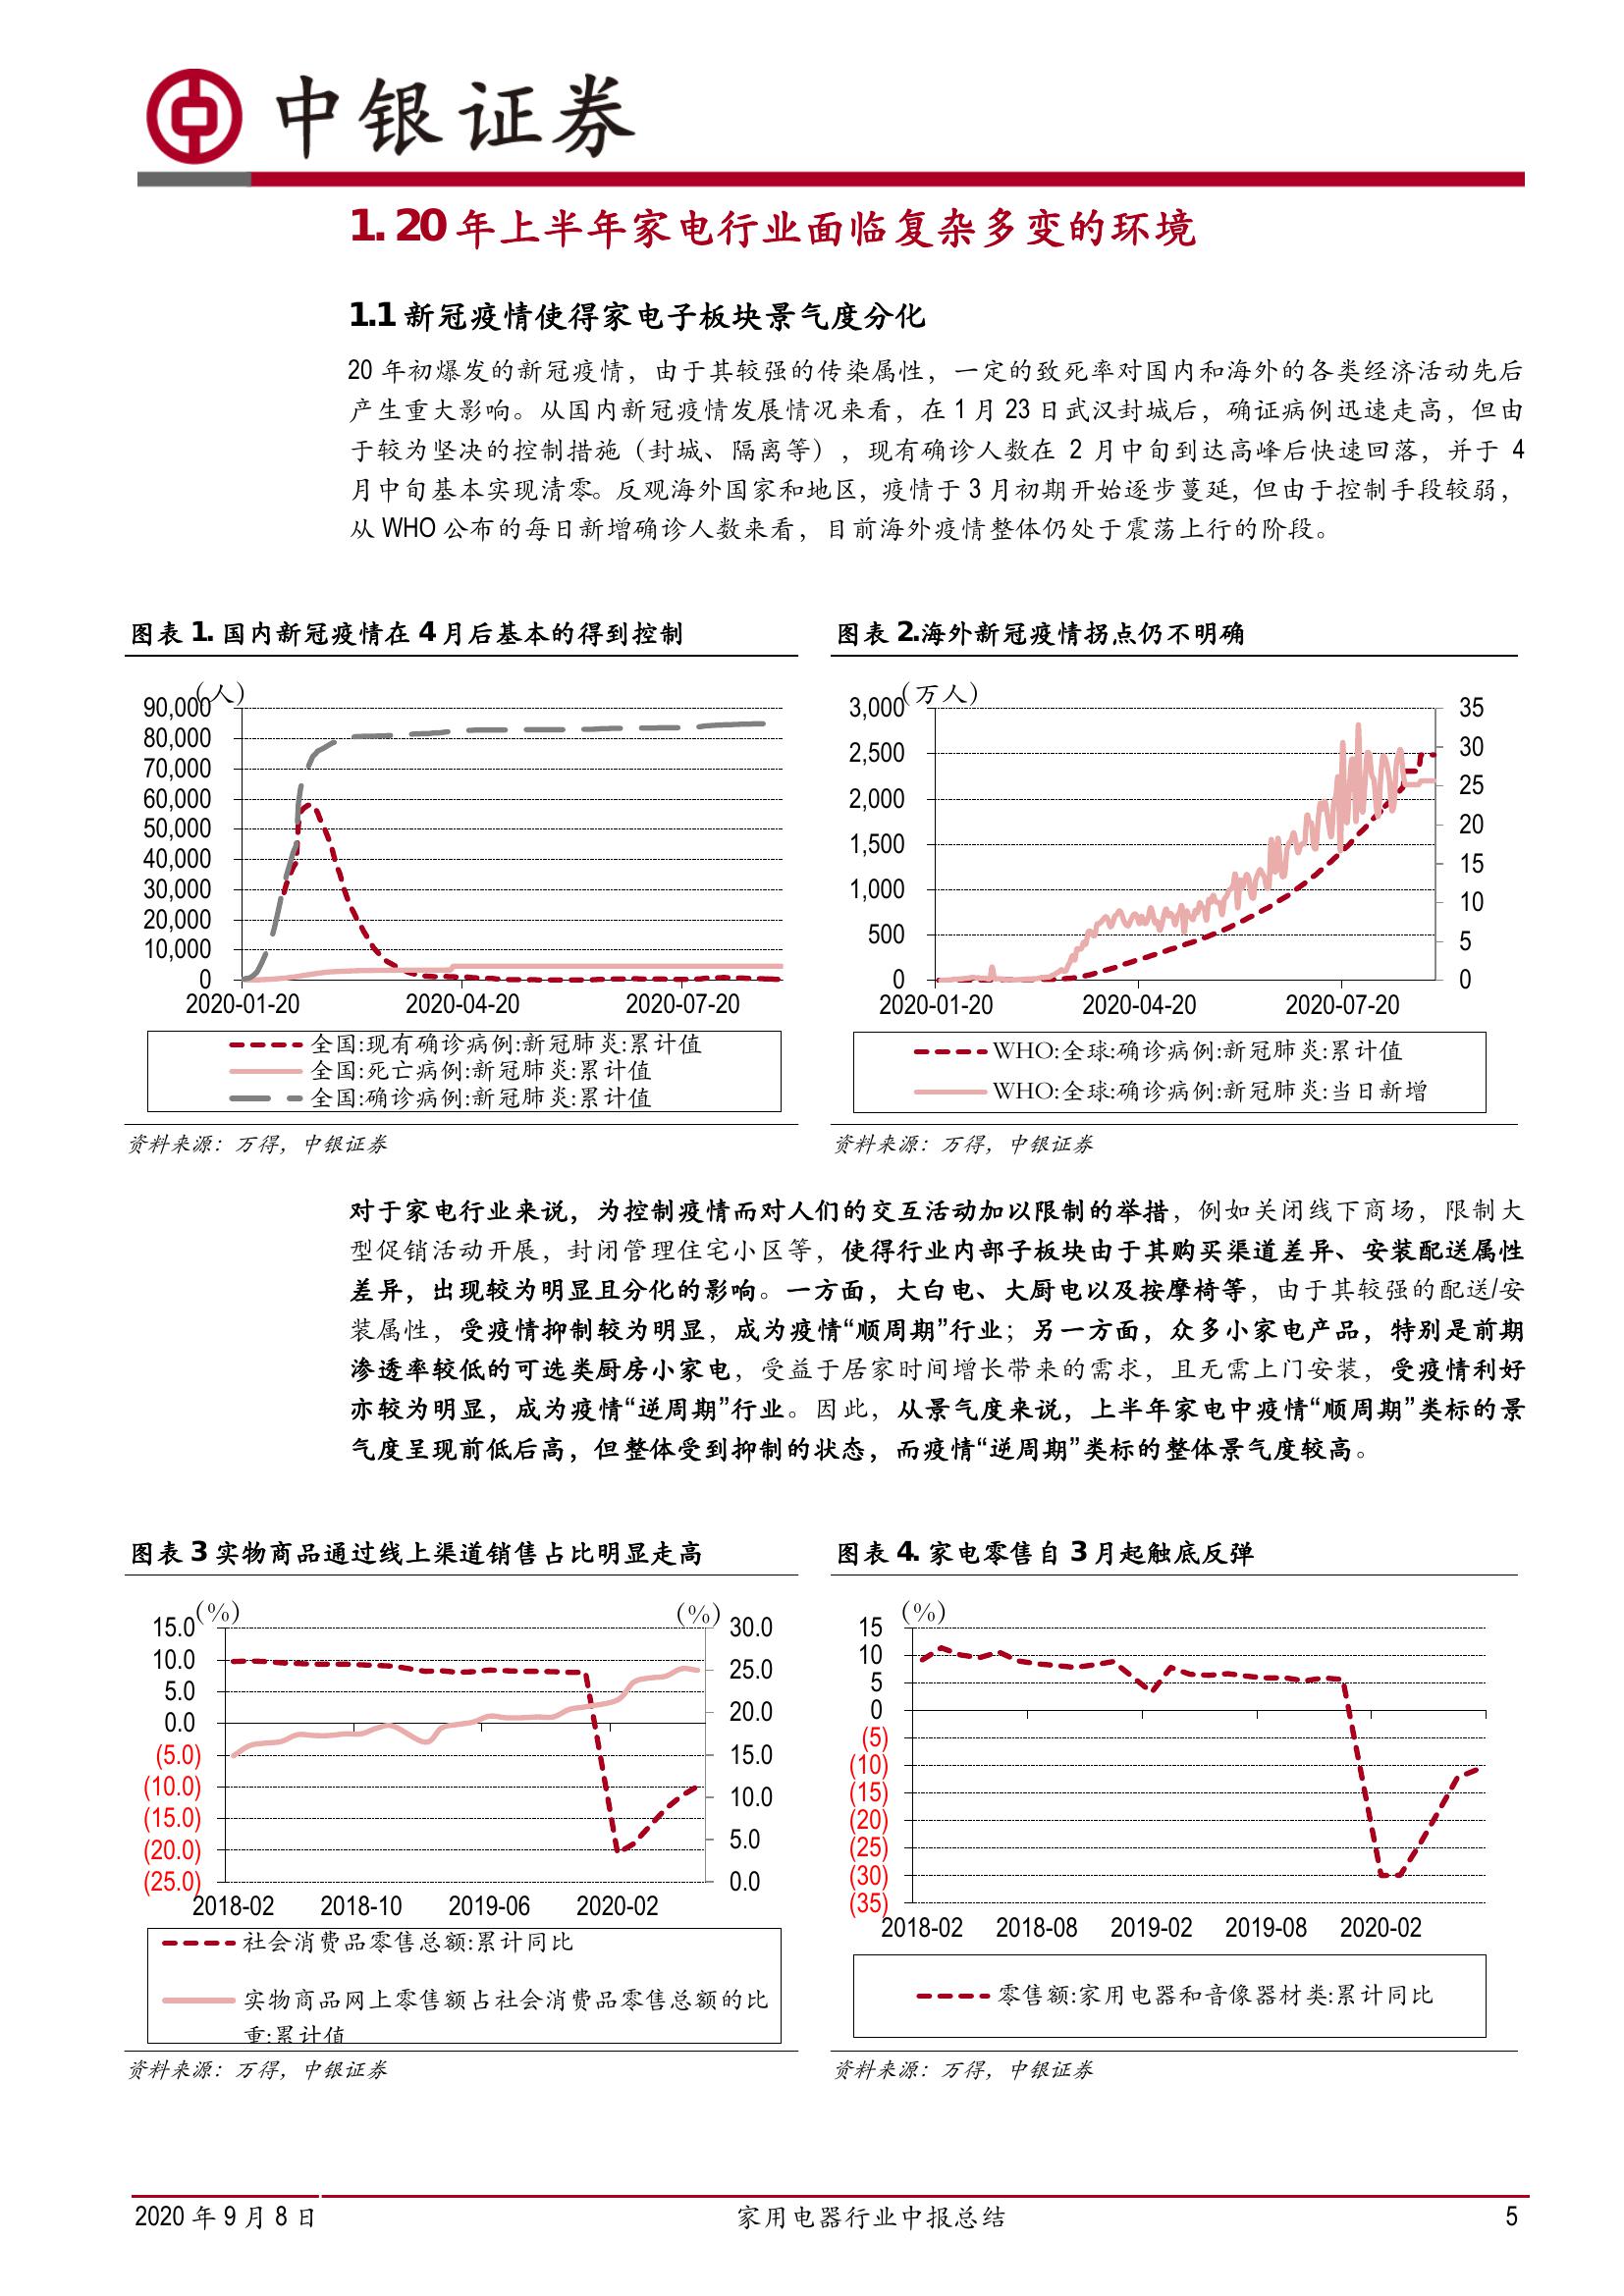 中银证券
1. 20 年上半年家电行业面临复杂多变的环境
1.1 新冠疫情使得家电子板块景气度分化
20 年初爆发的新冠疫情，由于其较强的传染属性，一定的致死率对国内和海外的各类经济活动先后
产生重大影响。从国内新冠疫情发展情况来看，在 1 月 23 日武汉封城后，确证病例迅速走高，但由
于较为坚决的控制措施（封城、隔离等），现有确诊人数在 2 月中旬到达高峰后快速回落，并于 4
月中旬基本实现清零。反观海外国家和地区，疫情于 3 月初期开始逐步蔓延，但由于控制手段较弱，
从 WHO 公布的每日新增确诊人数来看，目前海外疫情整体仍处于震荡上行的阶段。
图表 1. 国内新冠疫情在 4 月后基本的得到控制
（人）
90,000
80,000
70,000
60,000
50,000
40,000
30,000
20,000
10,000
0
2020-01-20 2020-04-20 2020-07-20
全国:现有确诊病例:新冠肺炎:累计值
全国:死亡病例:新冠肺炎:累计值
全国:确诊病例:新冠肺炎:累计值
资料来源：万得，中银证券
图表 2.海外新冠疫情拐点仍不明确
（万人）
3,000 35
2,500 30
2,000 25
1,500 20
1,000 15
500 10
0 5
0
2020-01-20 2020-04-20 2020-07-20
WHO:全球:确诊病例:新冠肺炎:累计值
WHO:全球:确诊病例:新冠肺炎:当日新增
资料来源：万得，中银证券
对于家电行业来说，为控制疫情而对人们的交互活动加以限制的举措，例如关闭线下商场，限制大
型促销活动开展，封闭管理住宅小区等，使得行业内部子板块由于其购买渠道差异、安装配送属性
差异，出现较为明显且分化的影响。一方面，大白电、大厨电以及按摩椅等，由于其较强的配送/安
装属性，受疫情抑制较为明显，成为疫情“顺周期”行业；另一方面，众多小家电产品，特别是前期
渗透率较低的可选类厨房小家电，受益于居家时间增长带来的需求，且无需上门安装，受疫情利好
亦较为明显，成为疫情“逆周期”行业。因此，从景气度来说，上半年家电中疫情“顺周期”类标的景
气度呈现前低后高，但整体受到抑制的状态，而疫情“逆周期”类标的整体景气度较高。
图表 3 实物商品通过线上渠道销售占比明显走高
（%） （%）
15.0 30.0
10.0 25.0
5.0 20.0
0.0 15.0
(5.0) 10.0
(10.0) 5.0
(15.0) 0.0
(20.0)
(25.0)
2018-02 2018-10 2019-06 2020-02
社会消费品零售总额:累计同比
实物商品网上零售额占社会消费品零售总额的比
重:累计值
资料来源：万得，中银证券
图表 4. 家电零售自 3 月起触底反弹
（%）
15
10
5
0
(5)
(10)
(15)
(20)
(25)
(30)
(35)
2018-02 2018-08 2019-02 2019-08 2020-02
零售额:家用电器和音像器材类:累计同比
资料来源：万得，中银证券
2020 年 9 月 8 日 家用电器行业中报总结 5